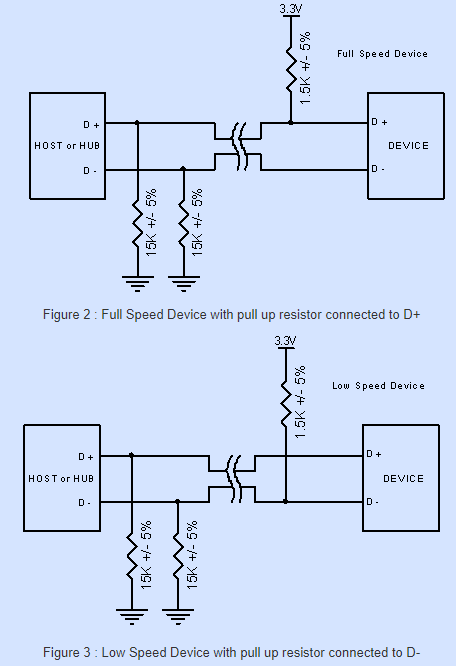 3.3V
1.5K +/- 5%
Full Speed Device
D +
HOST or HUB
D -
D +
DEVICE
D -
15K +/- 5%
15K +/- 5%
Figure 2 : Full Speed Device with pull up resistor connected to D+
3.3V
1.5K +/- 5%
Low Speed Device
D +
HOST or HUB
D -
D +
DEVICE
D -
15K +/- 5%
15K +/- 5%
Figure 3 : Low Speed Device with pull up resistor connected to D-